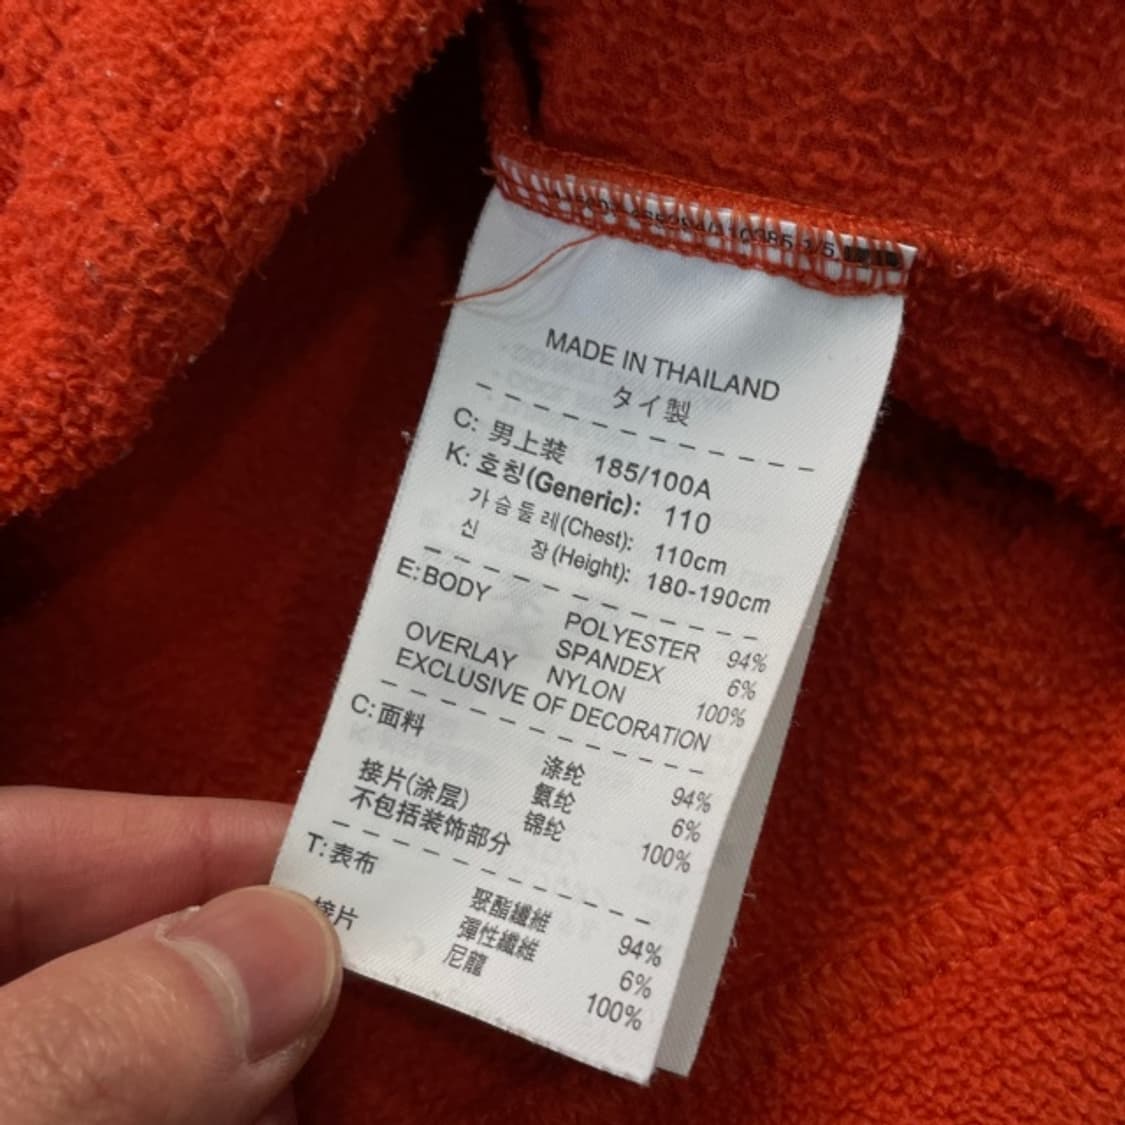 MADE IN THAILAND
タイ製
C: 男上装 185/100A
K: 호칭(Generic): 110
가슴둘레(Chest): 110cm
신 장(Height): 180-190cm
E: BODY POLYESTER 94%
SPANDEX 6%
OVERLAY NYLON 100%
EXCLUSIVE OF DECORATION
C: 面料 涤纶 94%
氨纶 6%
接片(涂层) 锦纶 100%
不包括装饰部分
T: 表布 聚酯纖維 94%
彈性纖維 6%
接片 尼龍 100%